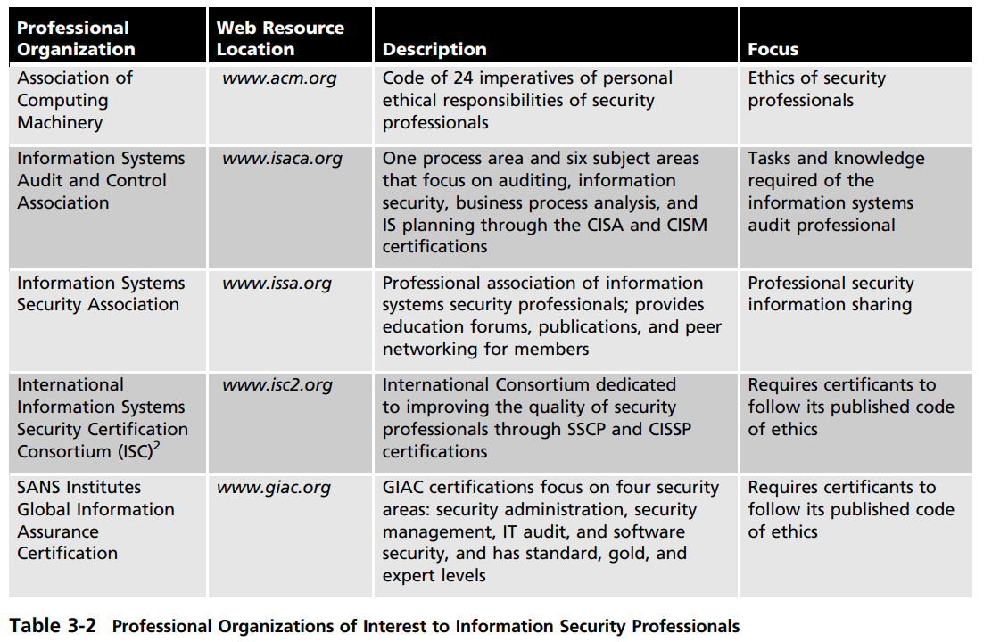 Professional Organization
Web Resource Location
Description
Focus
Association of
Computing
Machinery
www.acm.org
Code of 24 imperatives of personal
ethical responsibilities of security
professionals
Ethics of security
professionals
Information Systems
Audit and Control
Association
www.isaca.org
One process area and six subject areas
that focus on auditing, information
security, business process analysis, and
IS planning through the CISA and CISM
certifications
Tasks and knowledge
required of the
information systems
audit professional
Information Systems
Security Association
www.issa.org
Professional association of information
systems security professionals; provides
education forums, publications, and peer
networking for members
Professional security
information sharing
International
Information Systems
Security Certification
Consortium (ISC)²
www.isc2.org
International Consortium dedicated
to improving the quality of security
professionals through SSCP and CISSP
certifications
Requires certificants to
follow its published code
of ethics
SANS Institutes
Global Information
Assurance
Certification
www.giac.org
GIAC certifications focus on four security
areas: security administration, security
management, IT audit, and software
security, and has standard, gold, and
expert levels
Requires certificants to
follow its published code
of ethics
Table 3-2 Professional Organizations of Interest to Information Security Professionals